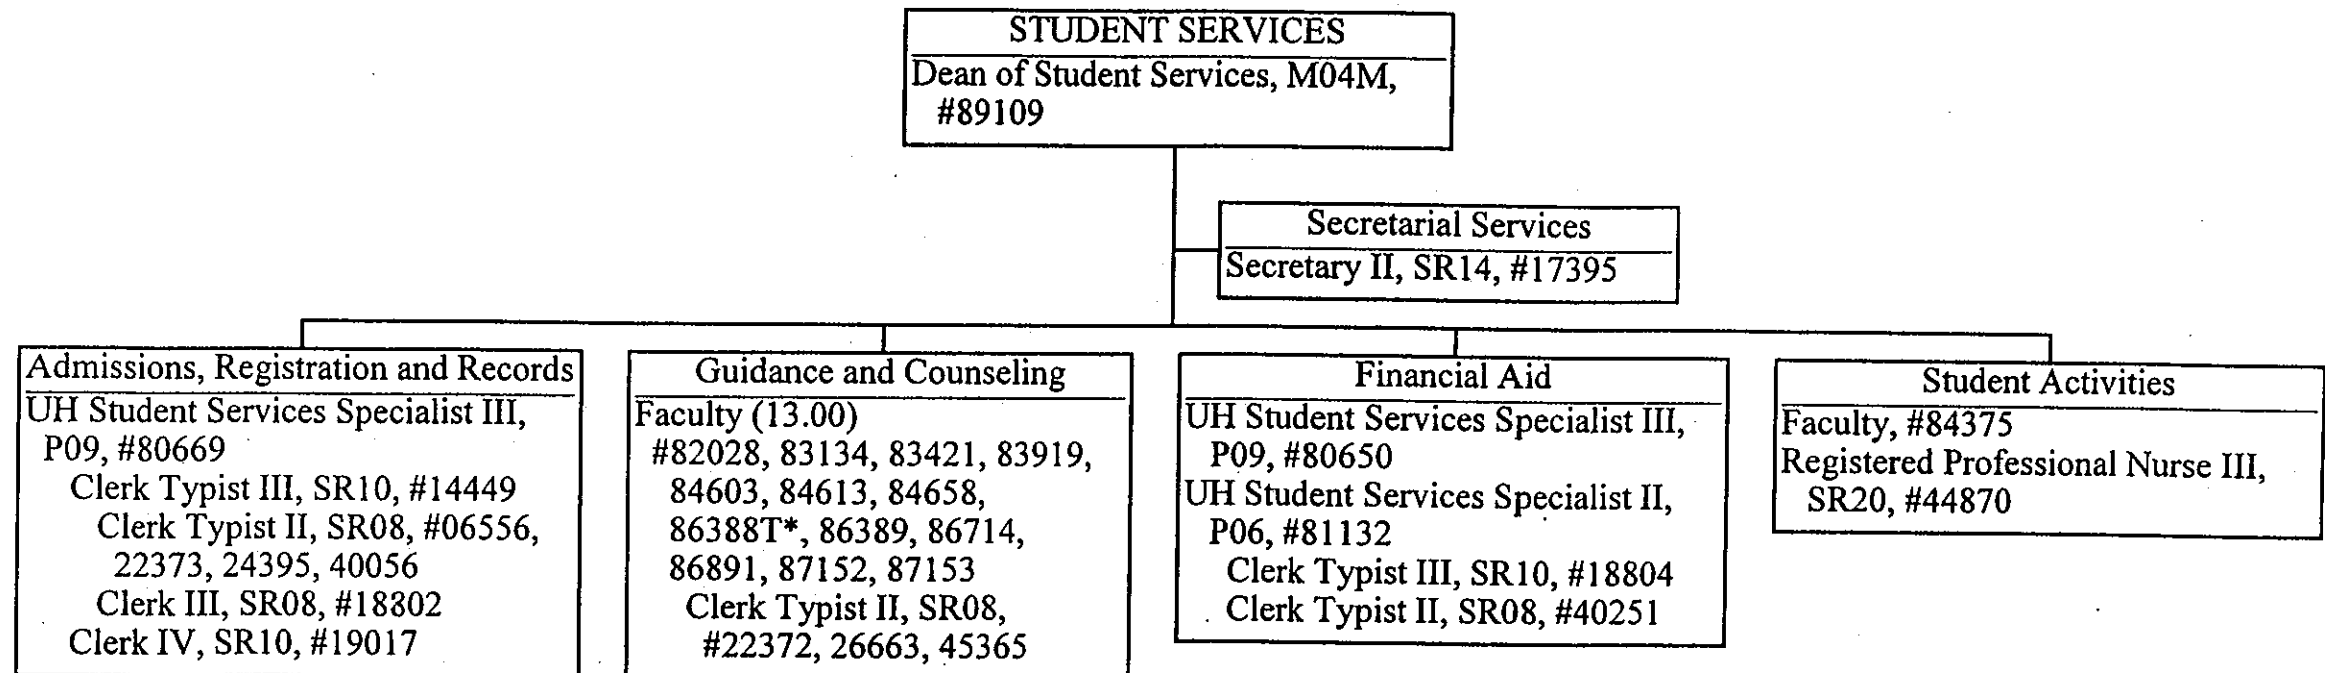 STUDENT SERVICES
Dean of Student Services, M04M,
#89109
Secretarial Services
Secretary II, SR14, #17395
Admissions, Registration and Records
UH Student Services Specialist III,
P09, #80669
Clerk Typist III, SR10, #14449
Clerk Typist II, SR08, #06556,
22373, 24395, 40056
Clerk III, SR08, #18802
Clerk IV, SR10, #19017
Guidance and Counseling
Faculty (13.00)
#82028, 83134, 83421, 83919,
84603, 84613, 84658,
86388T*, 86389, 86714,
86891, 87152, 87153
Clerk Typist II, SR08,
#22372, 26663, 45365
Financial Aid
UH Student Services Specialist III,
P09, #80650
UH Student Services Specialist II,
P06, #81132
Clerk Typist III, SR10, #18804
Clerk Typist II, SR08, #40251
Student Activities
Faculty, #84375
Registered Professional Nurse III,
SR20, #44870